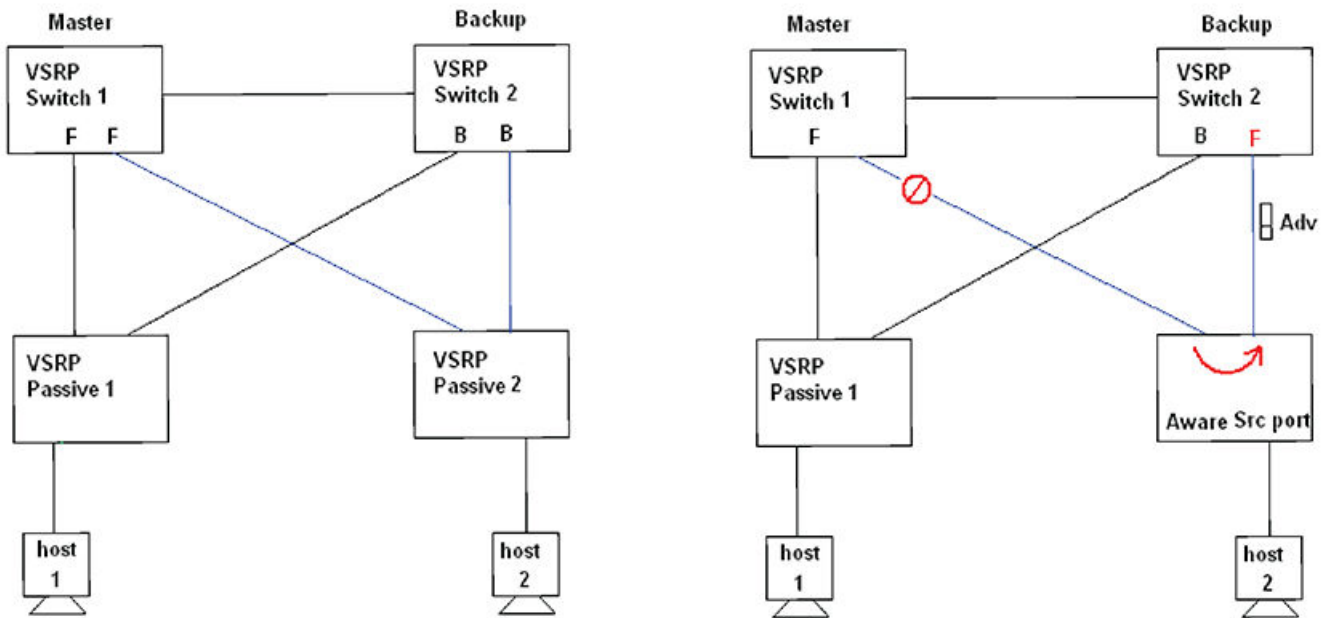 Master
Backup
VSRP
Switch 1
F F
VSRP
Switch 2
B B
VSRP
Passive 1
VSRP
Passive 2
host
1
host
2
Master
Backup
VSRP
Switch 1
F
VSRP
Switch 2
B F
Adv
VSRP
Passive 1
Aware Src port
host
1
host
2